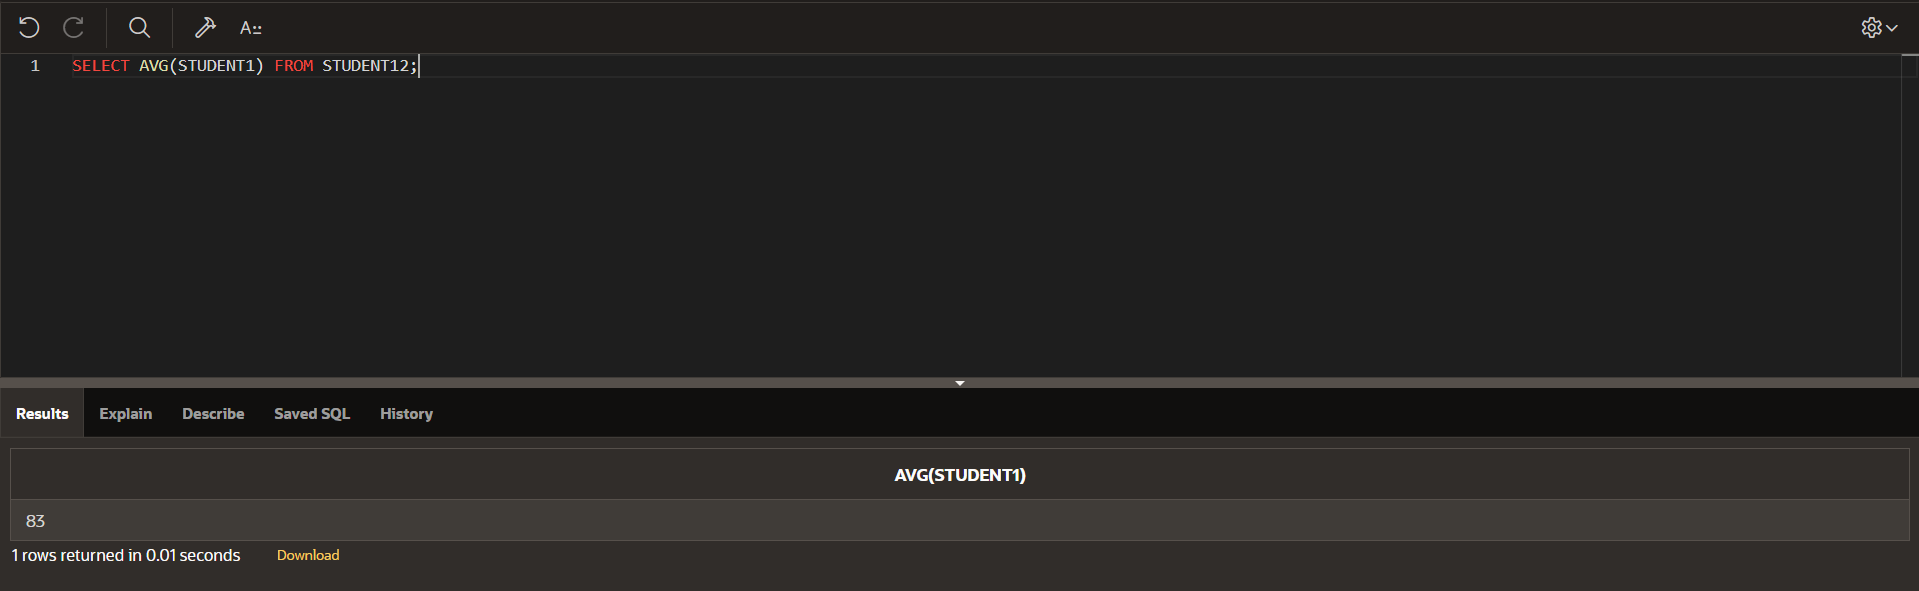 A::
1 SELECT AVG(STUDENT1) FROM STUDENT12;
Results Explain Describe Saved SQL History
AVG(STUDENT1)
83
1 rows returned in 0.01 seconds Download